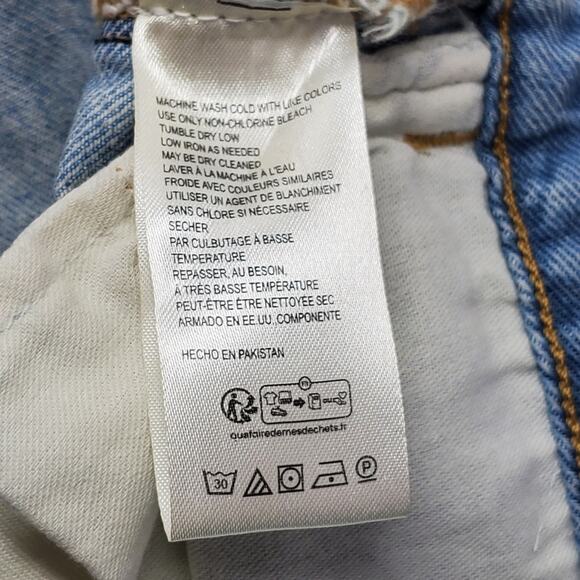 MACHINE WASH COLD WITH LIKE COLORS
USE ONLY NON-CHLORINE BLEACH
TUMBLE DRY LOW
LOW IRON AS NEEDED
MAY BE DRY CLEANED
LAVER À LA MACHINE A L'EAU
FROIDE AVEC COULEURS SIMILAIRES
UTILISER UN AGENT DE BLANCHIMENT
SANS CHLORE SI NÉCESSAIRE
SECHER
PAR CULBUTAGE À BASSE
TEMPERATURE
REPASSER, AU BESOIN,
À TRÈS BASSE TEMPÉRATURE
PEUT-ÊTRE ÊTRE NETTOYÉE SEC
ARMADO EN EE.UU., COMPONENTE
HECHO EN PAKISTAN
FR
ou
quefairedemesdechets.fr
30
P